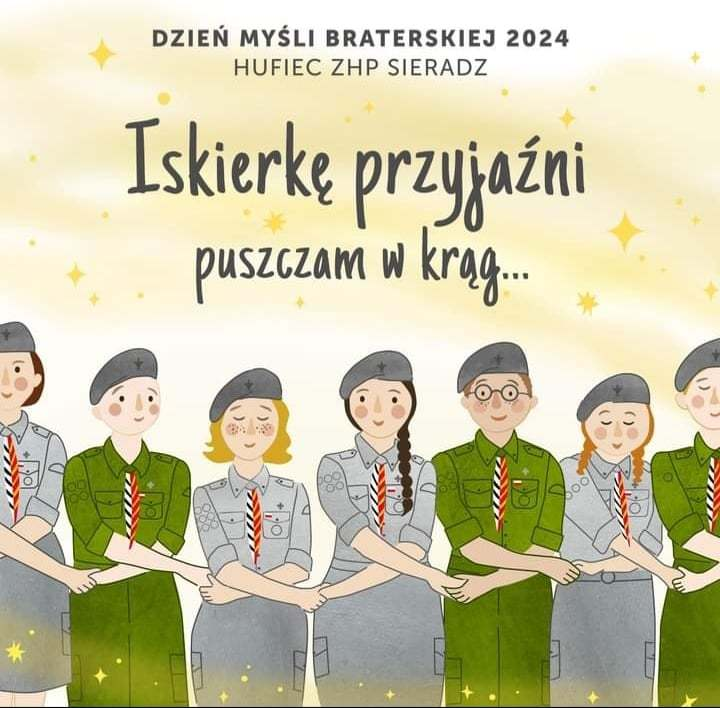 DZIEŃ MYŚLI BRATERSKIEJ 2024
HUFIEC ZHP SIERADZ
Iskierkę przyjaźni
puszczam w krąg...